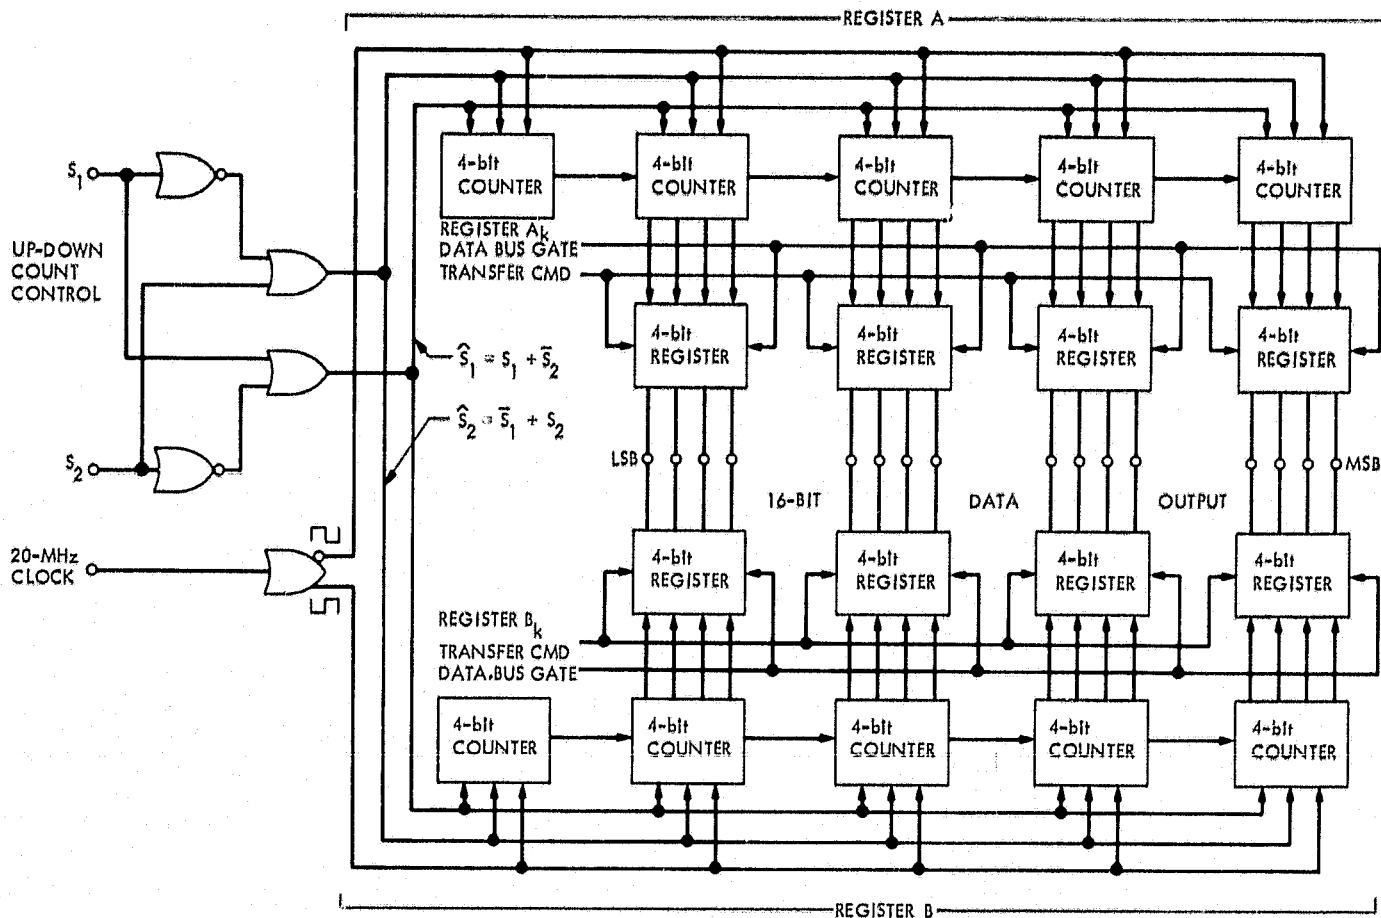 REGISTER A
4-bit
COUNTER
4-bit
COUNTER
4-bit
COUNTER
4-bit
COUNTER
4-bit
COUNTER
S1
UP-DOWN
COUNT
CONTROL
S2
REGISTER Ak
DATA BUS GATE
TRANSFER CMD
4-bit
REGISTER
4-bit
REGISTER
4-bit
REGISTER
4-bit
REGISTER
Ŝ1 = S1 + S̄2
Ŝ2 = S̄1 + S2
LSB
MSB
16-BIT DATA OUTPUT
20-MHz
CLOCK
4-bit
REGISTER
4-bit
REGISTER
4-bit
REGISTER
4-bit
REGISTER
REGISTER Bk
TRANSFER CMD
DATA.BUS GATE
4-bit
COUNTER
4-bit
COUNTER
4-bit
COUNTER
4-bit
COUNTER
4-bit
COUNTER
REGISTER B